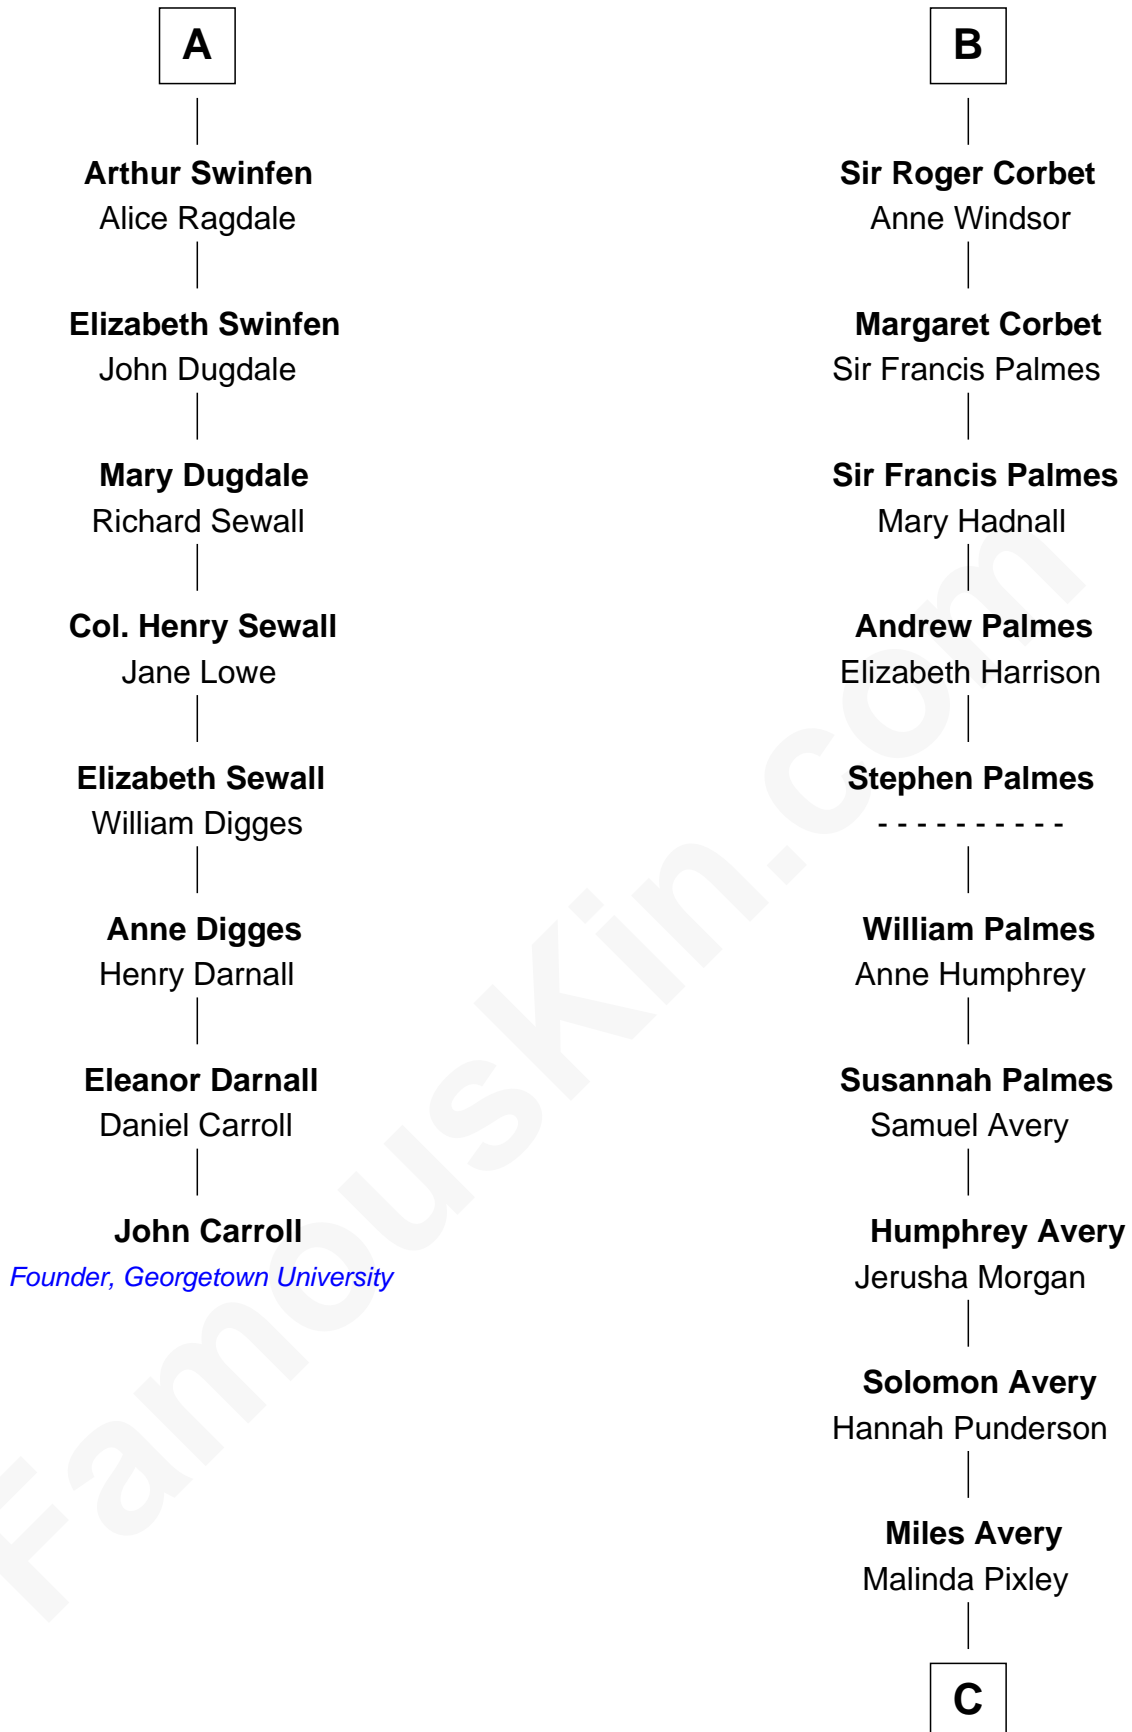 A
Arthur Swinfen
Alice Ragdale
Elizabeth Swinfen
John Dugdale
Mary Dugdale
Richard Sewall
Col. Henry Sewall
Jane Lowe
Elizabeth Sewall
William Digges
Anne Digges
Henry Darnall
Eleanor Darnall
Daniel Carroll
John Carroll
Founder, Georgetown University
B
Sir Roger Corbet
Anne Windsor
Margaret Corbet
Sir Francis Palmes
Sir Francis Palmes
Mary Hadnall
Andrew Palmes
Elizabeth Harrison
Stephen Palmes
- - - - - - - - - -
William Palmes
Anne Humphrey
Susannah Palmes
Samuel Avery
Humphrey Avery
Jerusha Morgan
Solomon Avery
Hannah Punderson
Miles Avery
Malinda Pixley
C
FamousKin.com